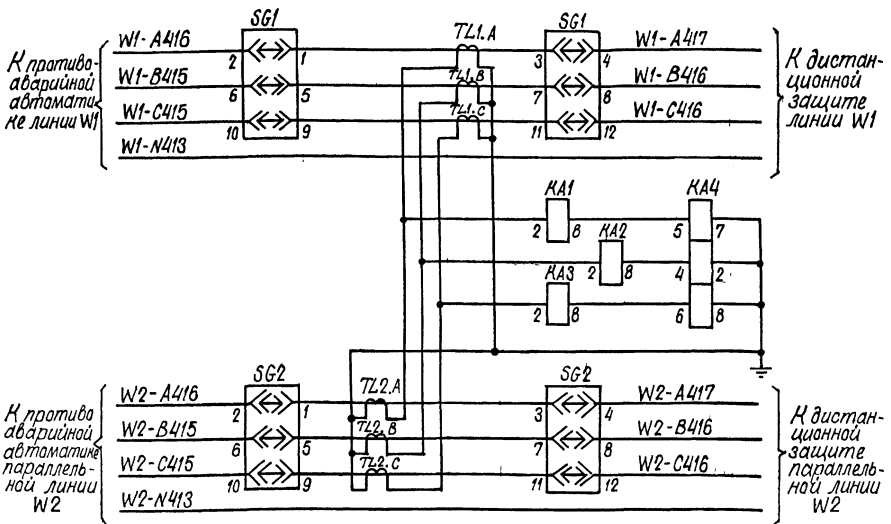 SG1 TL1.A SG1
W1-A416 2 1 3 4 W1-A417
К противо-
аварийной
автомати-
ке линии W1
W1-B415 6 5 TL1.B 7 8 W1-B416
W1-C415 10 9 TL1.C 11 12 W1-C416
W1-N413
К дистан-
ционной
защите
линии W1
KA1 KA4
2 8 5 7
KA2
2 8 4 2
KA3
2 8 6 8
SG2 TL2.A SG2
W2-A416 2 1 3 4 W2-A417
К противо
аварийной
автоматике
параллель-
ной линии
W2
W2-B415 6 5 TL2.B 7 8 W2-B416
W2-C415 10 9 TL2.C 11 12 W2-C416
W2-N413
К дистан-
ционной
защите
параллель-
ной линии
W2